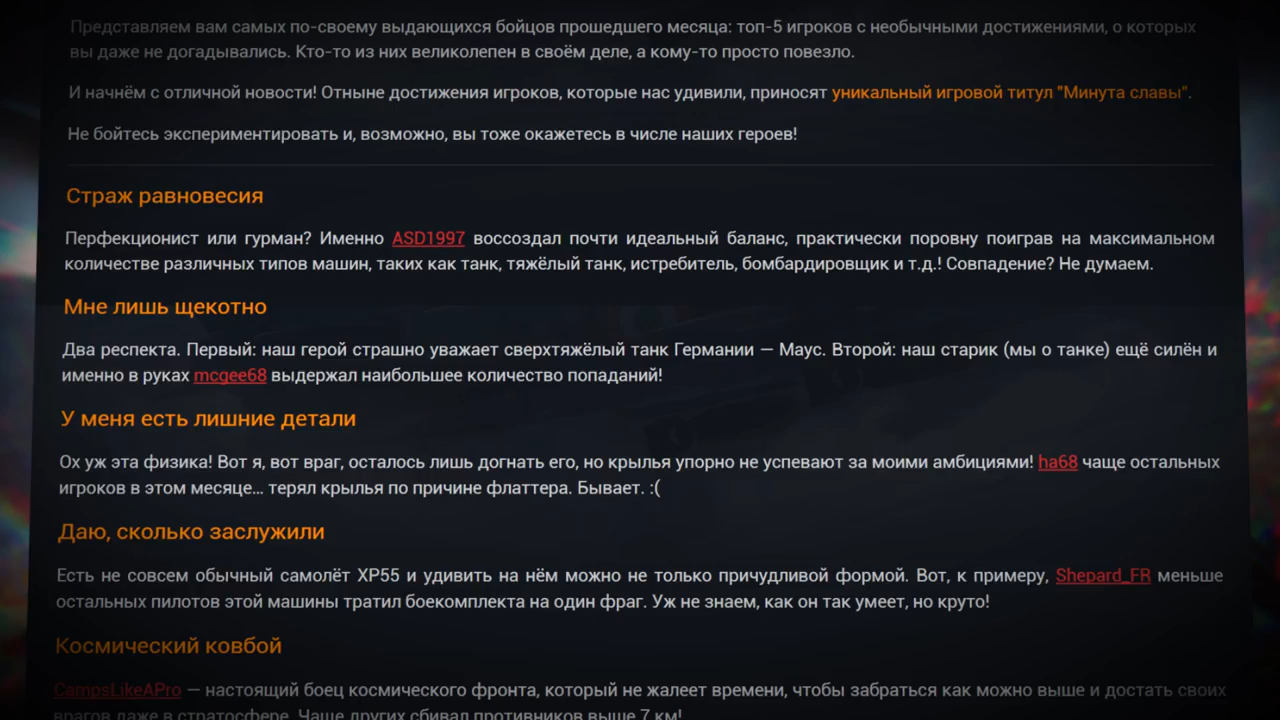 Представляем вам самых по-своему выдающихся бойцов прошедшего месяца: топ-5 игроков с необычными достижениями, о которых
вы даже не догадывались. Кто-то из них великолепен в своём деле, а кому-то просто повезло.
И начнём с отличной новости! Отныне достижения игроков, которые нас удивили, приносят уникальный игровой титул "Минута славы".
Не бойтесь экспериментировать и, возможно, вы тоже окажетесь в числе наших героев!
Страж равновесия
Перфекционист или гурман? Именно ASD1997 воссоздал почти идеальный баланс, практически поровну поиграв на максимальном
количестве различных типов машин, таких как танк, тяжёлый танк, истребитель, бомбардировщик и т.д.! Совпадение? Не думаем.
Мне лишь щекотно
Два респекта. Первый: наш герой страшно уважает сверхтяжёлый танк Германии — Маус. Второй: наш старик (мы о танке) ещё силён и
именно в руках mcgee68 выдержал наибольшее количество попаданий!
У меня есть лишние детали
Ох уж эта физика! Вот я, вот враг, осталось лишь догнать его, но крылья упорно не успевают за моими амбициями! ha68 чаще остальных
игроков в этом месяце... терял крылья по причине флаттера. Бывает. :(
Даю, сколько заслужили
Есть не совсем обычный самолёт XP55 и удивить на нём можно не только причудливой формой. Вот, к примеру, Shepard_FR меньше
остальных пилотов этой машины тратил боекомплекта на один фраг. Уж не знаем, как он так умеет, но круто!
Космический ковбой
CampsLikeAPro — настоящий боец космического фронта, который не жалеет времени, чтобы забраться как можно выше и достать своих
врагов даже в стратосфере. Чаще других сбивал противников выше 7 км!